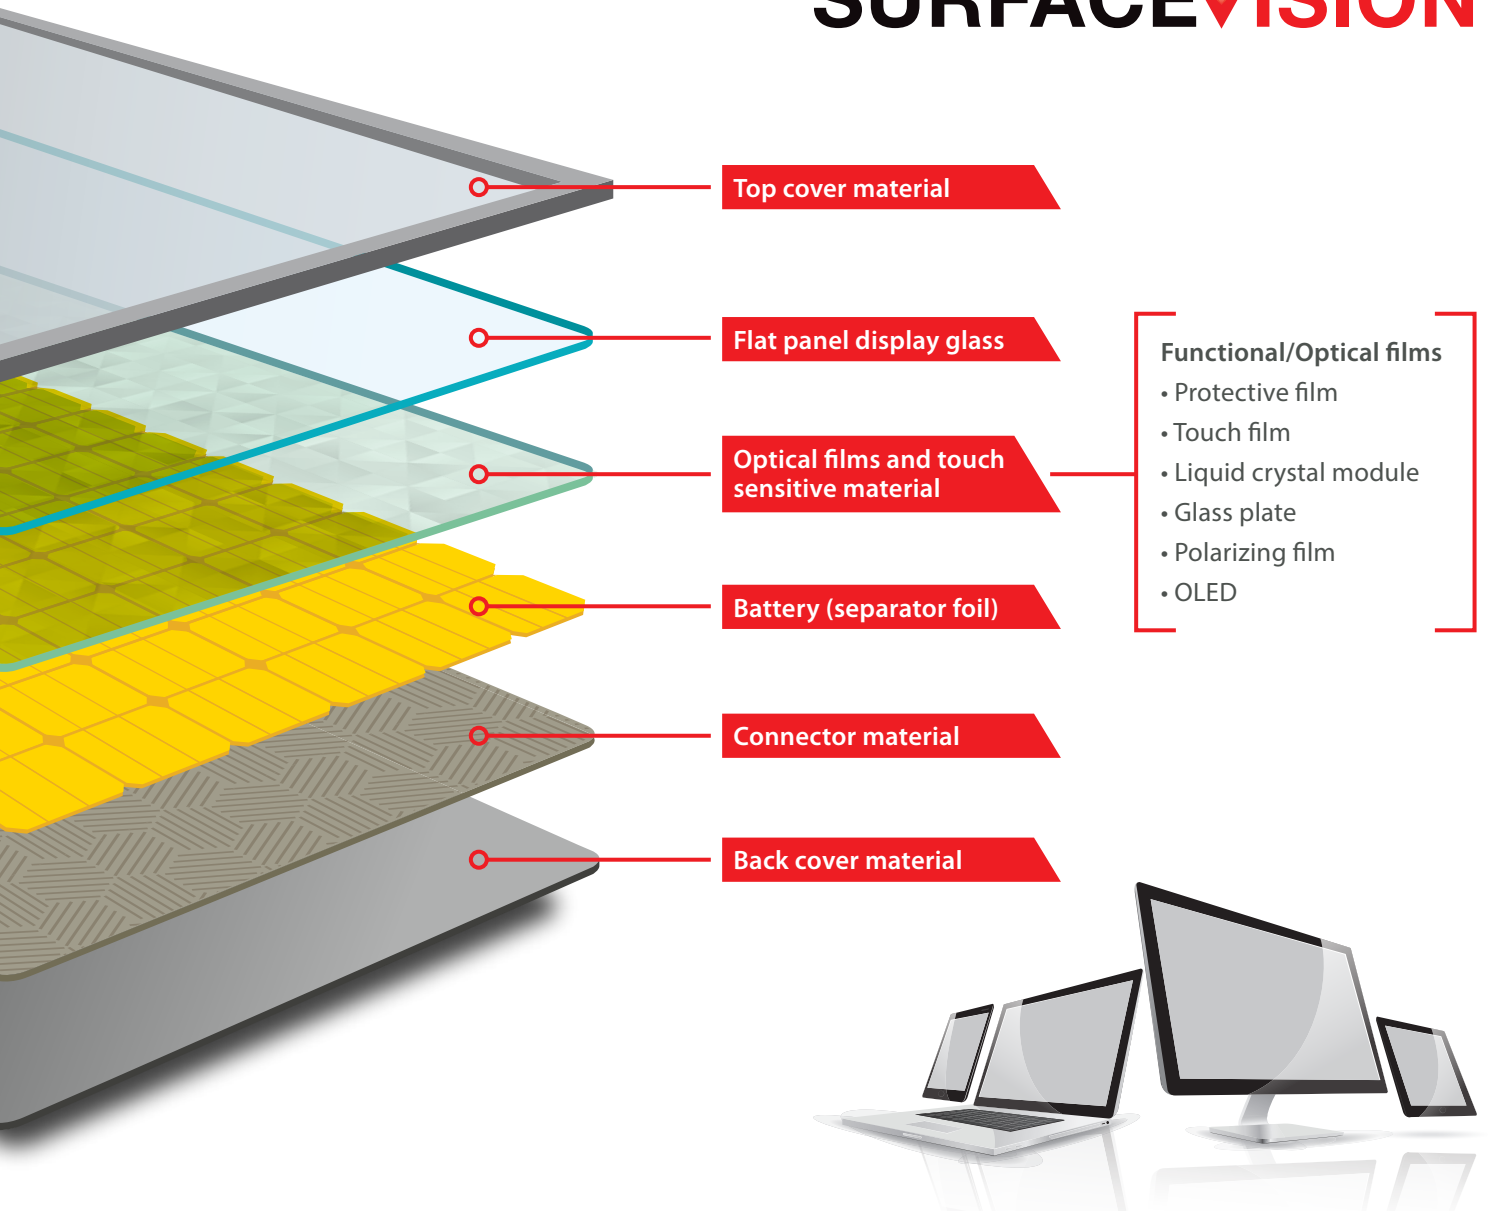 SURFACEVISION
Top cover material
Flat panel display glass
Optical films and touch
sensitive material
Functional/Optical films
• Protective film
• Touch film
• Liquid crystal module
• Glass plate
• Polarizing film
• OLED
Battery (separator foil)
Connector material
Back cover material